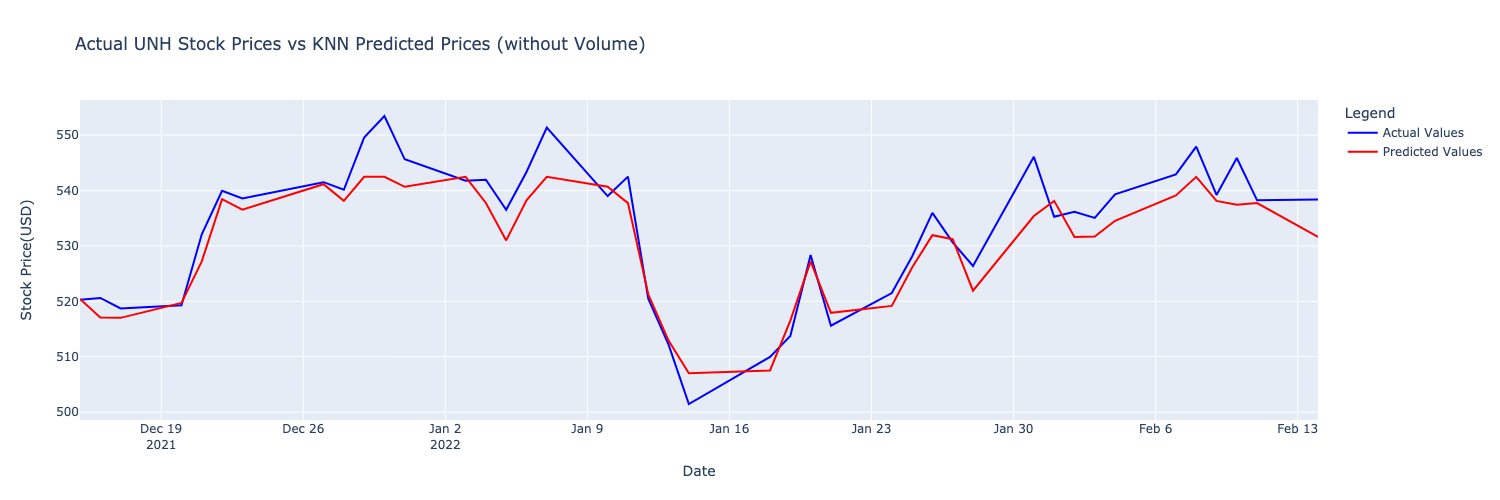 Actual UNH Stock Prices vs KNN Predicted Prices (without Volume)
Legend
Actual Values
Predicted Values
Stock Price(USD)
550
540
530
520
510
500
Dec 19
2021
Dec 26
Jan 2
2022
Jan 9
Jan 16
Jan 23
Jan 30
Feb 6
Feb 13
Date